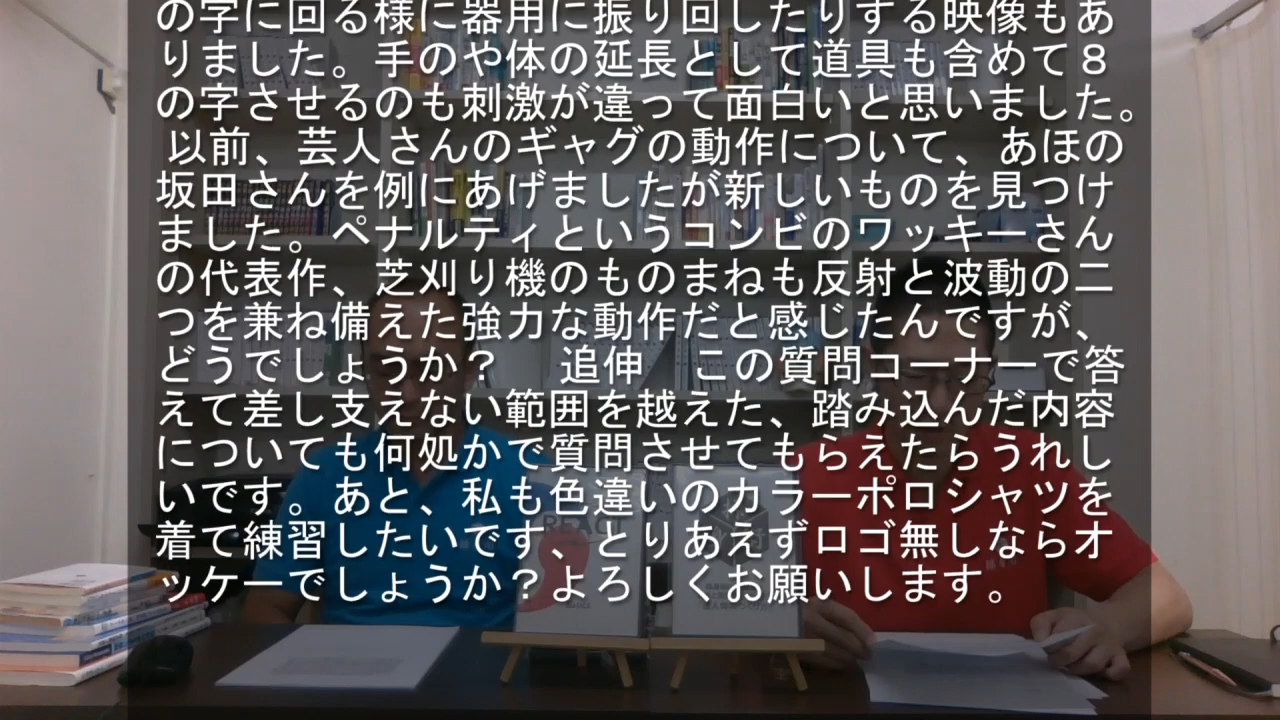 の字に回る様に器用に振り回したりする映像もあ
りました。手のや体の延長として道具も含めて８
の字させるのも刺激が違って面白いと思いました。
以前、芸人さんのギャグの動作について、あほの
坂田さんを例にあげましたが新しいものを見つけ
ました。ペナルティというコンビのワッキーさん
の代表作、芝刈り機のものまねも反射と波動の二
つを兼ね備えた強力な動作だと感じたんですが、
どうでしょうか？　追伸　この質問コーナーで答
えて差し支えない範囲を越えた、踏み込んだ内容
についても何処かで質問させてもらえたらうれし
いです。あと、私も色違いのカラーポロシャツを
着て練習したいです、とりあえずロゴ無しならオ
ッケーでしょうか？よろしくお願いします。
REACT